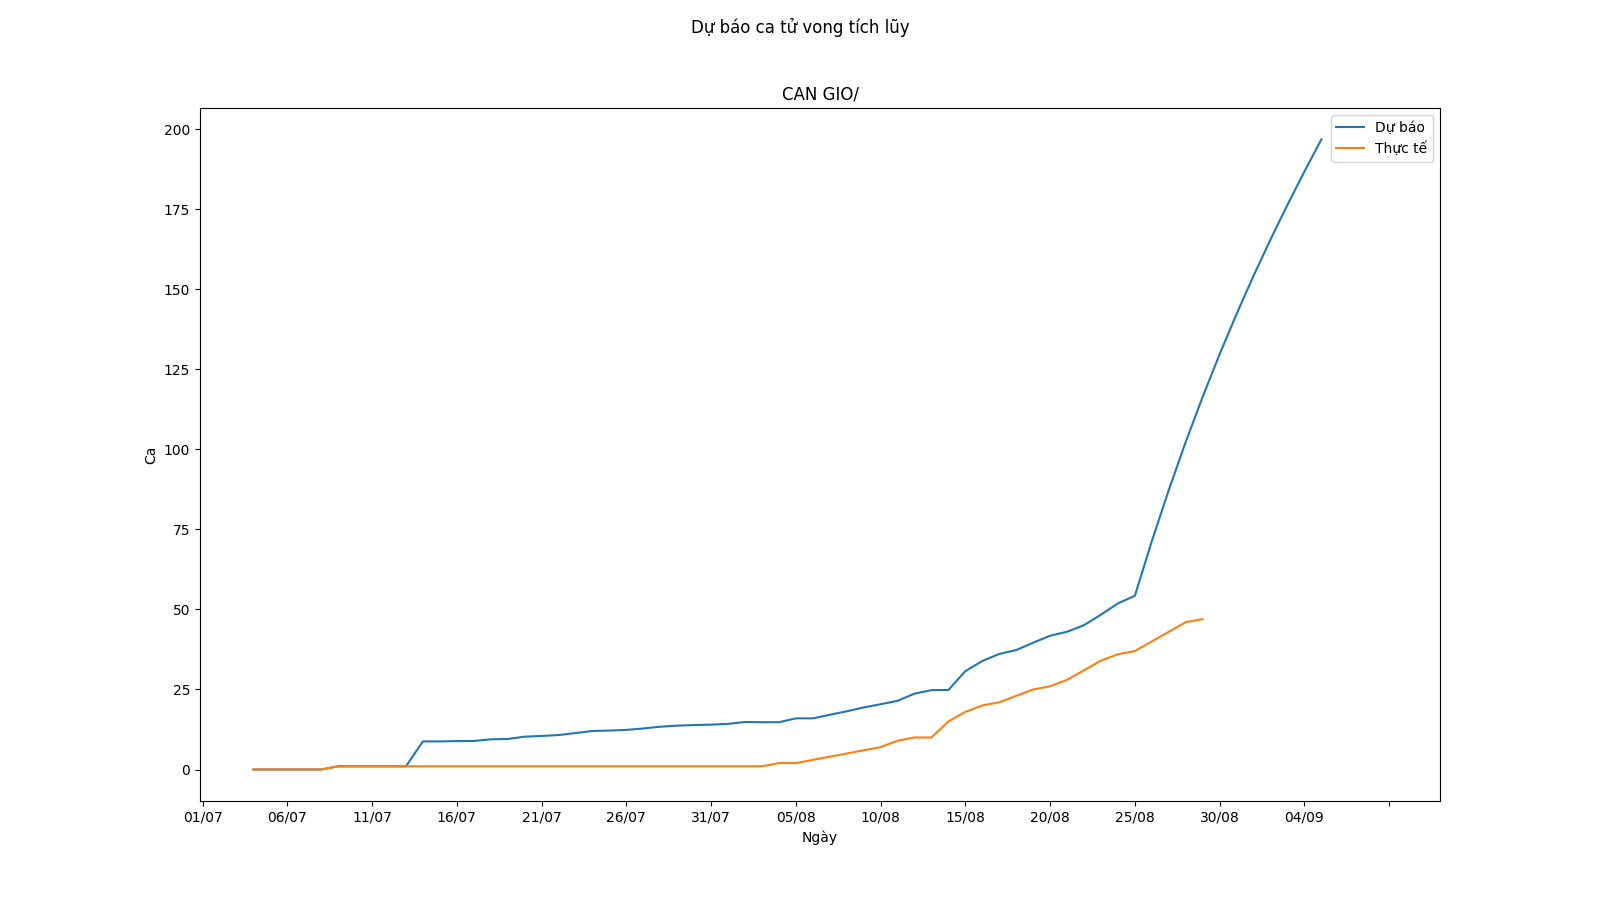 Dự báo ca tử vong tích lũy
CAN GIO/
Dự báo
Thực tế
200
175
150
125
100
75
50
25
0
Ca
01/07 06/07 11/07 16/07 21/07 26/07 31/07 05/08 10/08 15/08 20/08 25/08 30/08 04/09
Ngày